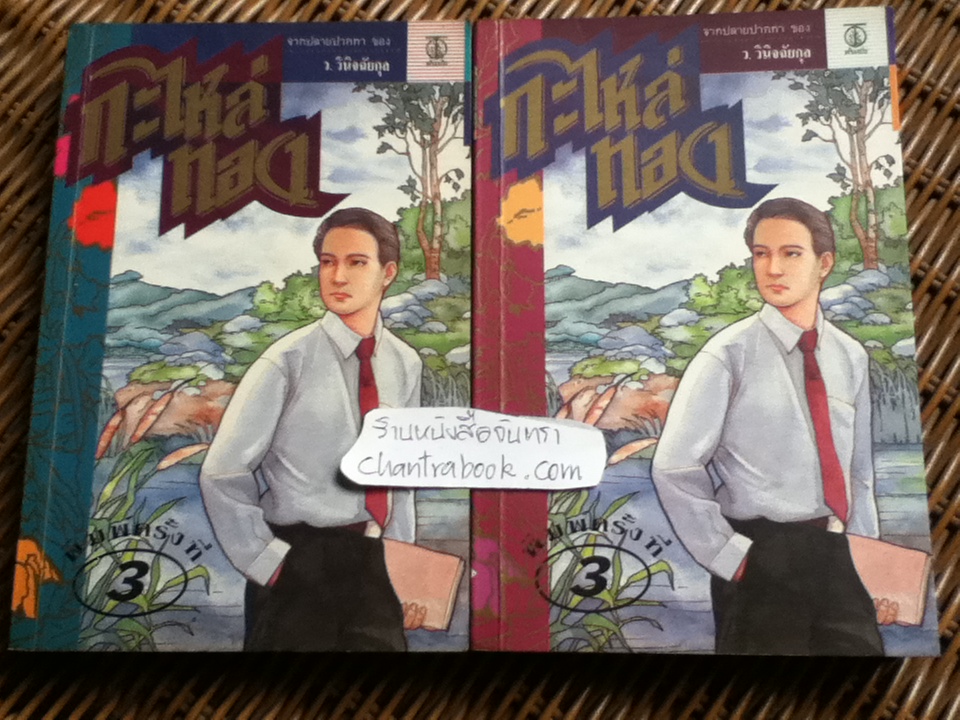 จากปลายปากกา ของ
ว. วินิจฉัยกุล
กะไหล่
ทอง
พิมพ์ครั้งที่
3
จากปลายปากกา ของ
ว. วินิจฉัยกุล
กะไหล่
ทอง
พิมพ์ครั้งที่
3
ร้านหนังสือจันทรา
chantrabook.com